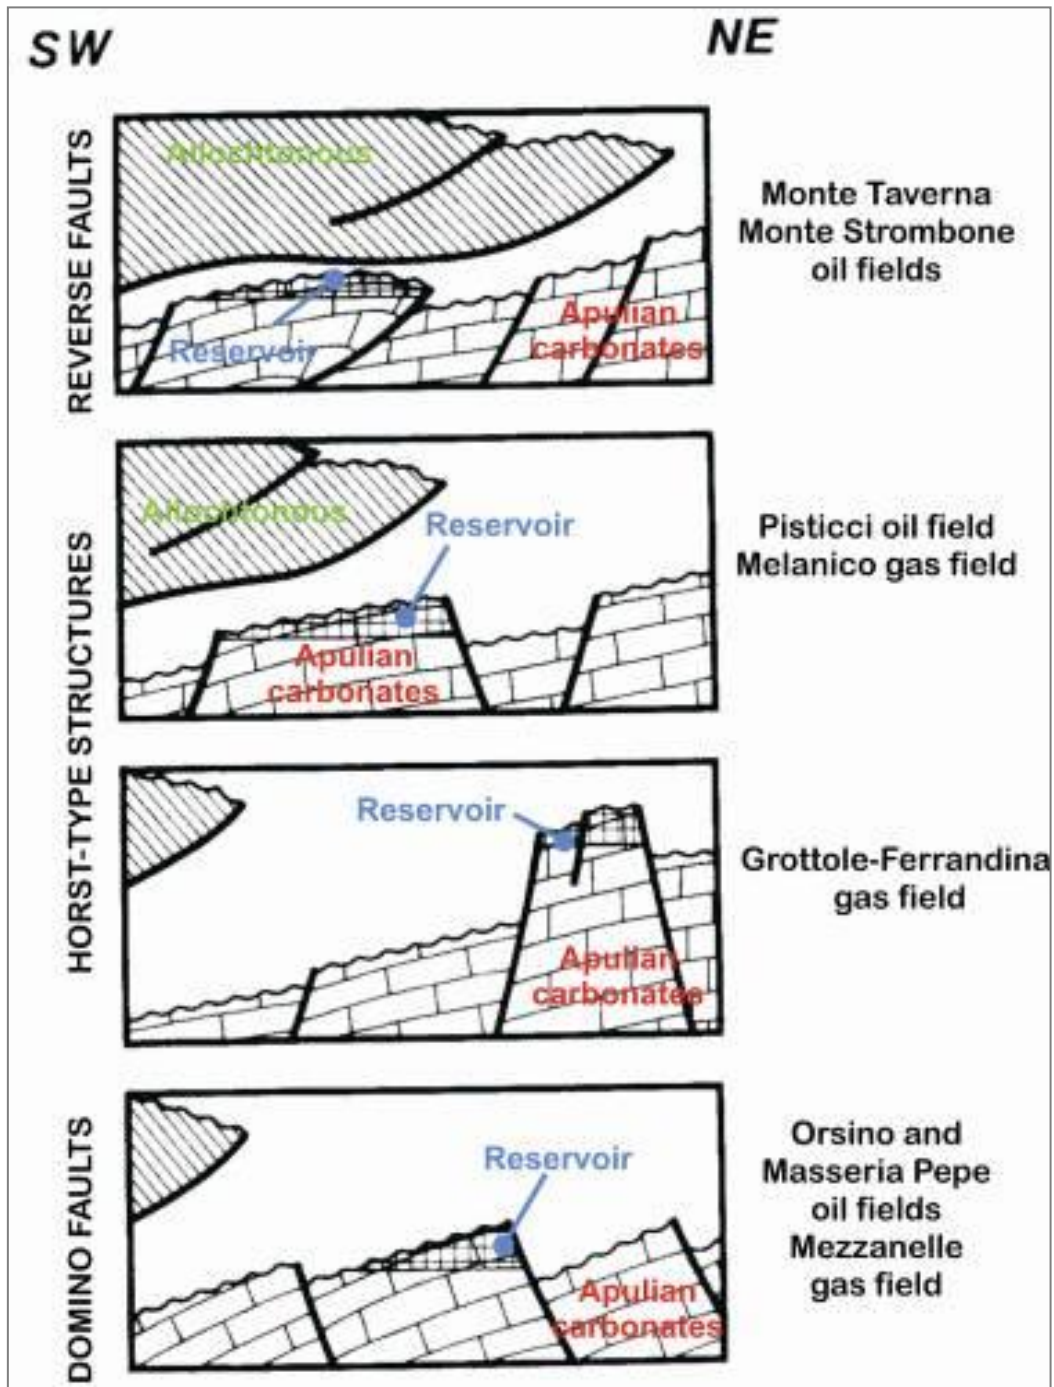 SW
NE
REVERSE FAULTS
Allochtonous
Reservoir
Apulian
carbonates
Monte Taverna
Monte Strombone
oil fields
HORST-TYPE STRUCTURES
Allochtonous
Reservoir
Apulian
carbonates
Pisticci oil field
Melanico gas field
Reservoir
Apulian
carbonates
Grottole-Ferrandina
gas field
DOMINO FAULTS
Reservoir
Apulian
carbonates
Orsino and
Masseria Pepe
oil fields
Mezzanelle
gas field